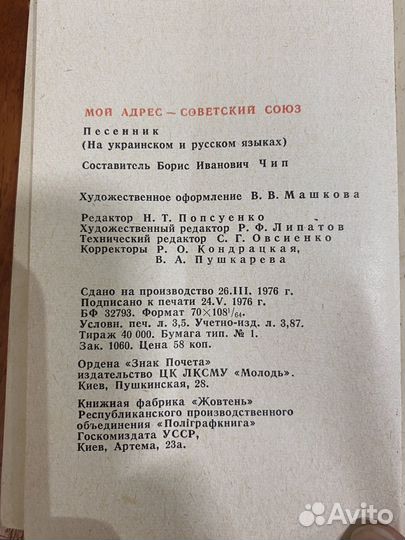 МОЙ АДРЕС — СОВЕТСКИЙ СОЮЗ
Песенник
(На украинском и русском языках)
Составитель Борис Иванович Чип
Художественное оформление В. В. Машкова
Редактор Н. Т. Попсуенко
Художественный редактор Р. Ф. Липатов
Технический редактор С. Г. Овсиенко
Корректоры Р. О. Кондрацкая,
В. А. Пушкарева
Сдано на производство 26.III. 1976 г.
Подписано к печати 24.V. 1976 г.
БФ 32793. Формат 70×108¹/₆₄.
Условн. печ. л. 3,5. Учетно-изд. л. 3,87.
Тираж 40 000. Бумага тип. № 1.
Зак. 1060. Цена 58 коп.
Ордена «Знак Почета»
издательство ЦК ЛКСМУ «Молодь».
Киев, Пушкинская, 28.
Книжная фабрика «Жовтень»
Республиканского производственного
объединения «Полiграфкнига»
Госкомиздата УССР,
Киев, Артема, 23а.
Avito